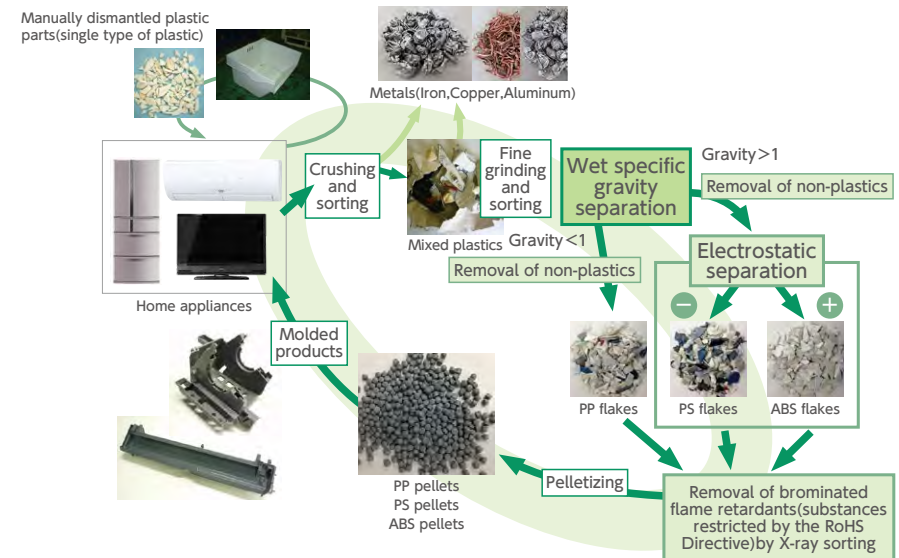 Manually dismantled plastic
parts(single type of plastic)
Metals(Iron,Copper,Aluminum)
Crushing
and
sorting
Fine
grinding
and
sorting
Wet specific
gravity
separation
Gravity>1
Removal of non-plastics
Mixed plastics
Gravity<1
Removal of non-plastics
Electrostatic
separation
−
+
Home appliances
Molded
products
PP flakes
PS flakes
ABS flakes
PP pellets
PS pellets
ABS pellets
Pelletizing
Removal of brominated
flame retardants(substances
restricted by the RoHS
Directive)by X-ray sorting